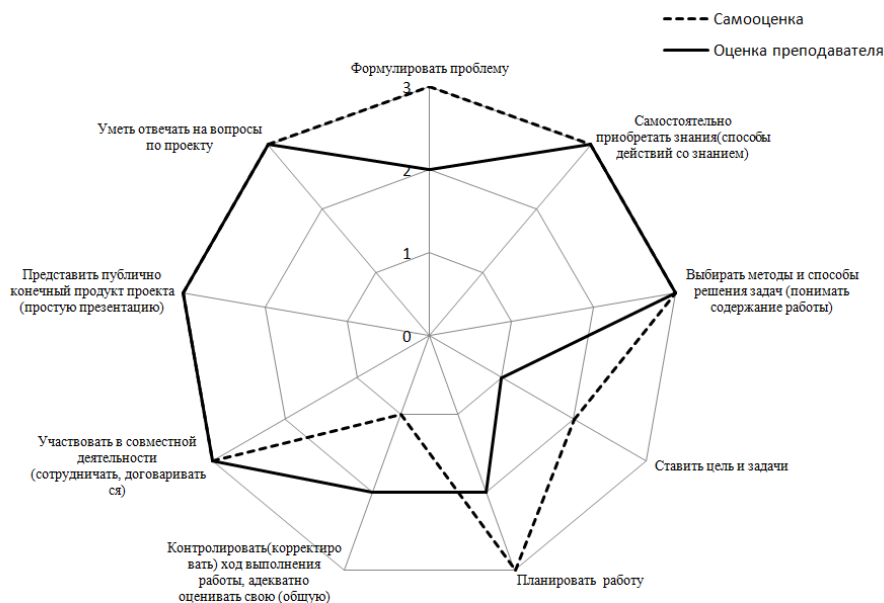 Самооценка
Оценка преподавателя
Формулировать проблему
3
Уметь отвечать на вопросы
по проекту
Самостоятельно
приобретать знания(способы
действий со знанием)
2
1
Представить публично
конечный продукт проекта
(простую презентацию)
Выбирать методы и способы
решения задач (понимать
содержание работы)
0
Участвовать в совместной
деятельности
(сотрудничать, договаривать
ся)
Ставить цель и задачи
Контролировать(корректиро
вать) ход выполнения
работы, адекватно
оценивать свою (общую)
Планировать работу